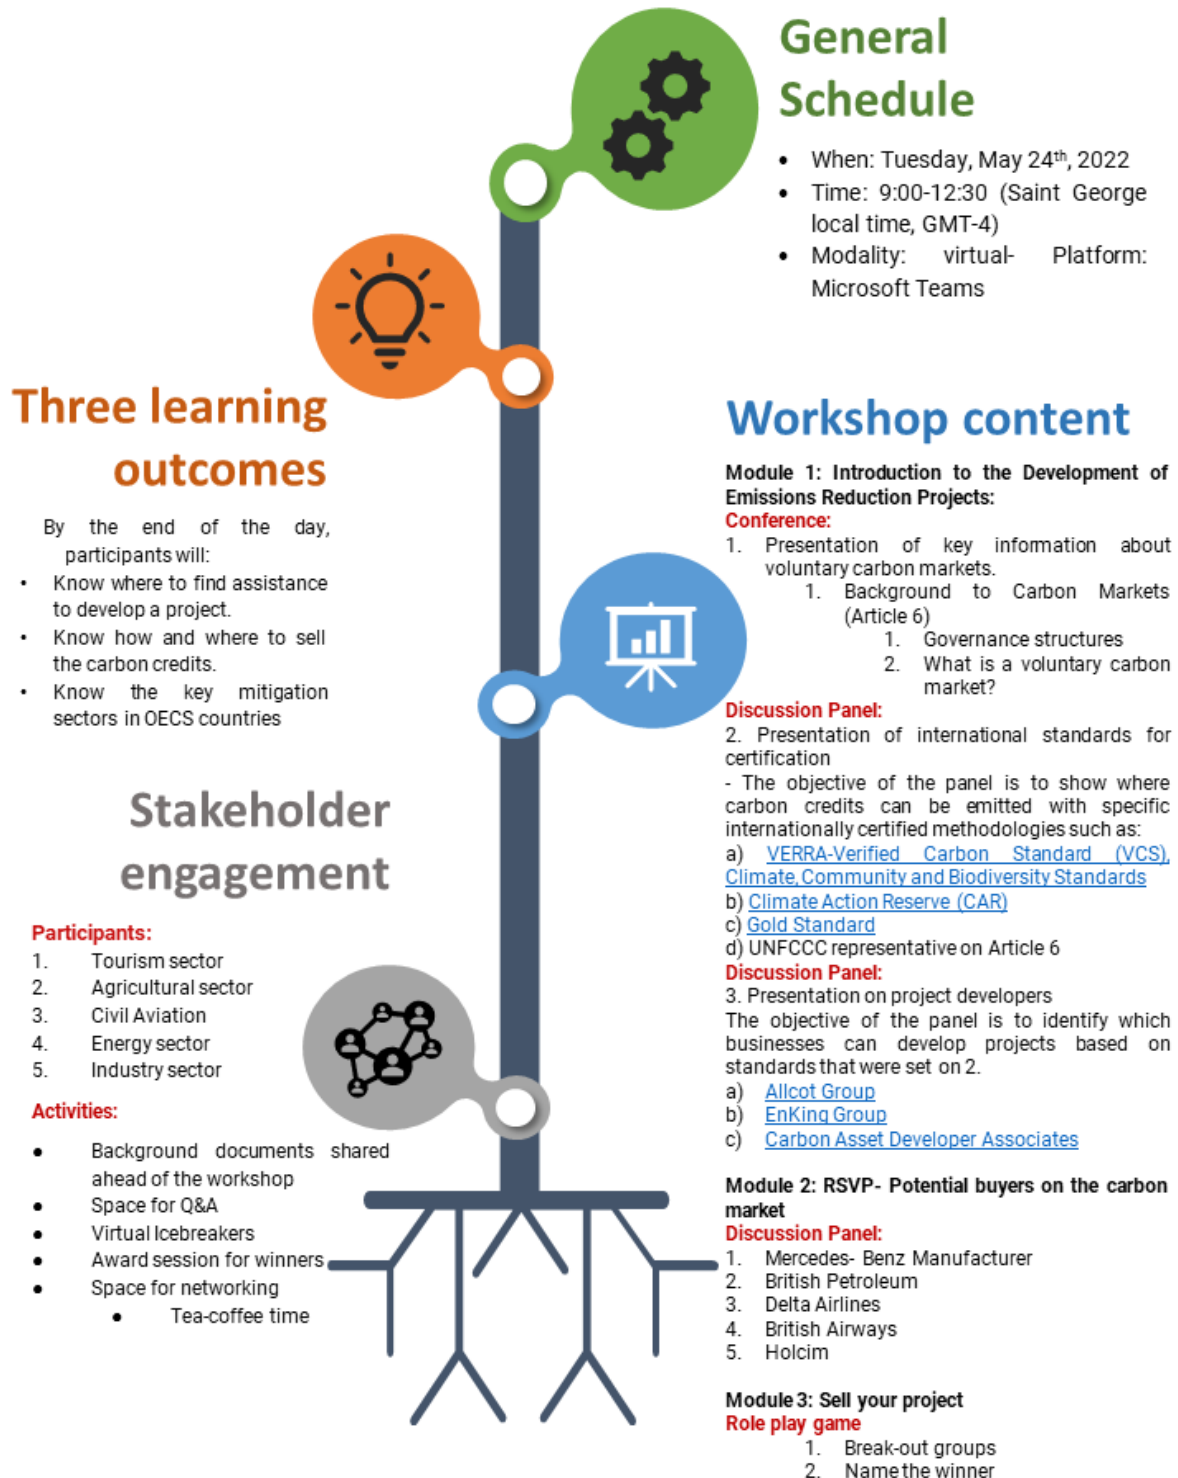 General
Schedule
• When: Tuesday, May 24th, 2022
• Time: 9:00-12:30 (Saint George
local time, GMT-4)
• Modality: virtual- Platform:
Microsoft Teams
Three learning
outcomes
By the end of the day,
participants will:
• Know where to find assistance
to develop a project.
• Know how and where to sell
the carbon credits.
• Know the key mitigation
sectors in OECS countries
Workshop content
Module 1: Introduction to the Development of
Emissions Reduction Projects:
Conference:
1. Presentation of key information about
voluntary carbon markets.
1. Background to Carbon Markets
(Article 6)
1. Governance structures
2. What is a voluntary carbon
market?
Discussion Panel:
2. Presentation of international standards for
certification
- The objective of the panel is to show where
carbon credits can be emitted with specific
internationally certified methodologies such as:
a) VERRA-Verified Carbon Standard (VCS),
Climate, Community and Biodiversity Standards
b) Climate Action Reserve (CAR)
c) Gold Standard
d) UNFCCC representative on Article 6
Discussion Panel:
3. Presentation on project developers
The objective of the panel is to identify which
businesses can develop projects based on
standards that were set on 2.
a) Allcot Group
b) EnKing Group
c) Carbon Asset Developer Associates
Module 2: RSVP- Potential buyers on the carbon
market
Discussion Panel:
1. Mercedes- Benz Manufacturer
2. British Petroleum
3. Delta Airlines
4. British Airways
5. Holcim
Module 3: Sell your project
Role play game
1. Break-out groups
2. Name the winner
Stakeholder
engagement
Participants:
1. Tourism sector
2. Agricultural sector
3. Civil Aviation
4. Energy sector
5. Industry sector
Activities:
● Background documents shared
ahead of the workshop
● Space for Q&A
● Virtual Icebreakers
● Award session for winners
● Space for networking
● Tea-coffee time